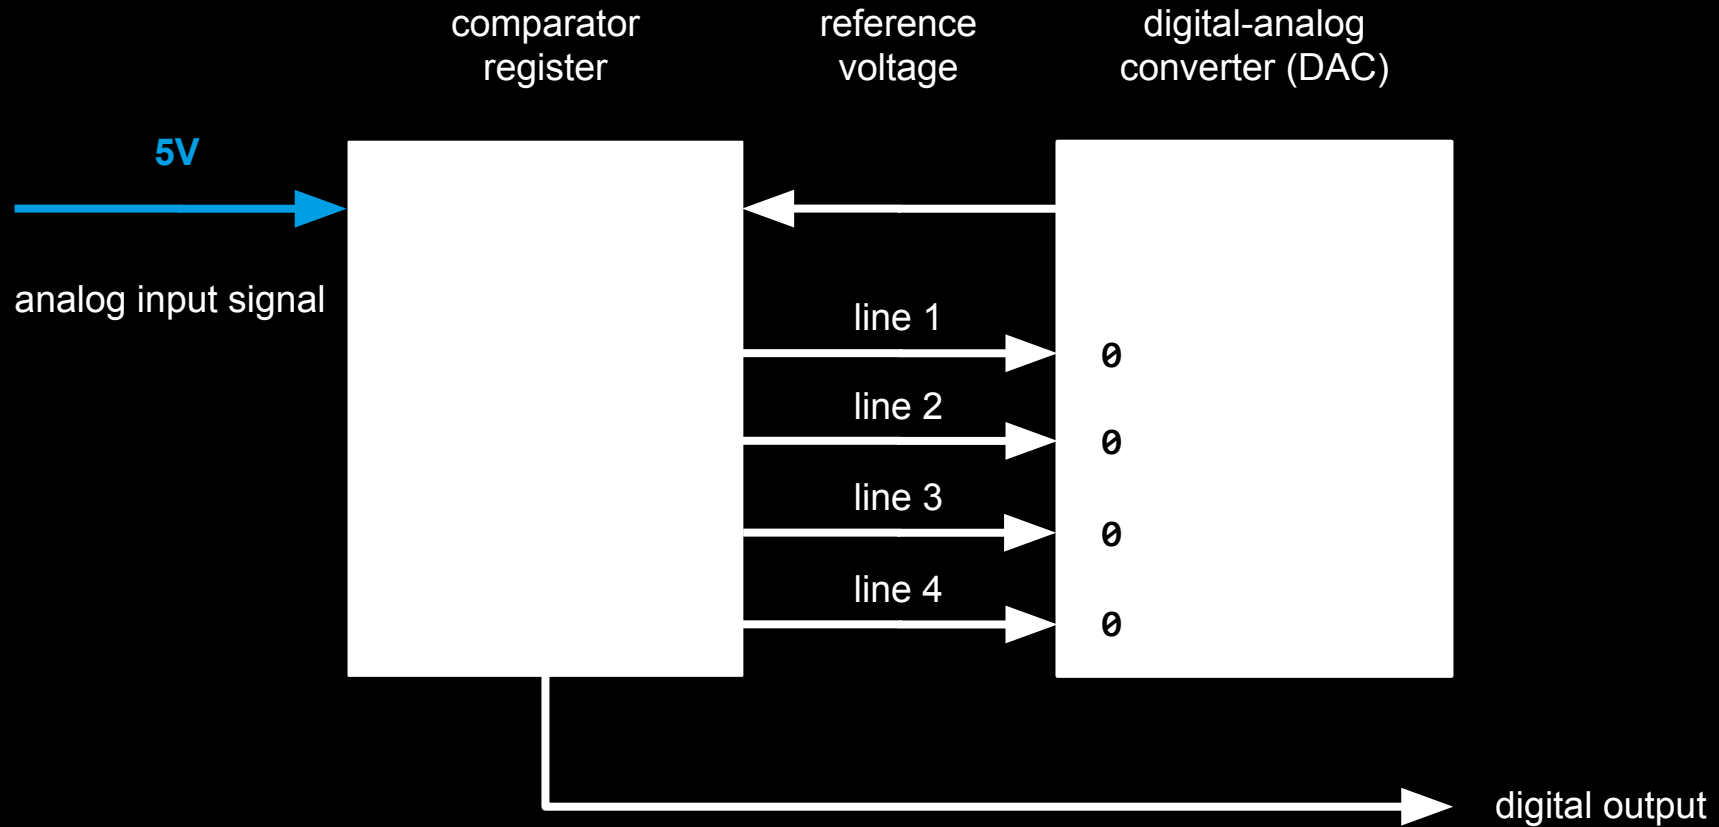 comparator
register
reference
voltage
digital-analog
converter (DAC)
5V
analog input signal
line 1
0
line 2
0
line 3
0
line 4
0
digital output